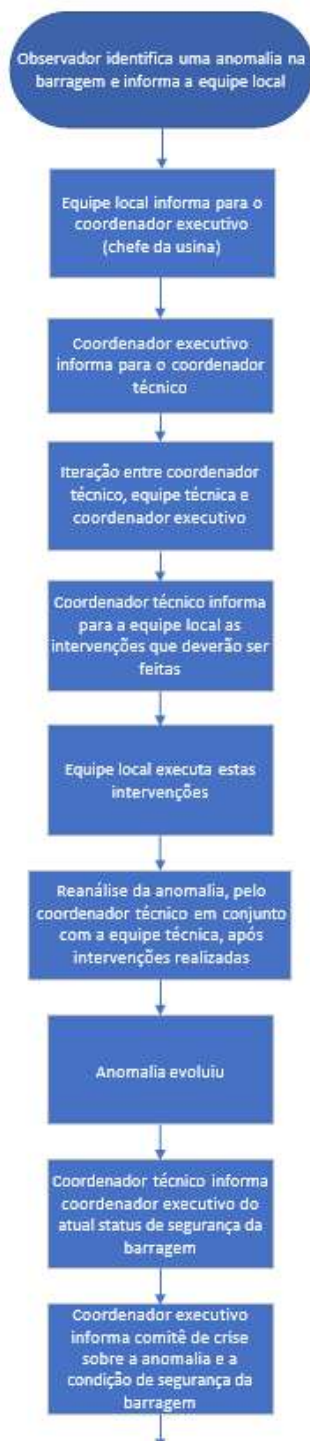 Observador identifica uma anomalia na
barragem e informa a equipe local
Equipe local informa para o
coordenador executivo
(chefe da usina)
Coordenador executivo
informa para o coordenador
técnico
Iteração entre coordenador
técnico, equipe técnica e
coordenador executivo
Coordenador técnico informa
para a equipe local as
intervenções que deverão ser
feitas
Equipe local executa estas
intervenções
Reanálise da anomalia, pelo
coordenador técnico em conjunto
com a equipe técnica, após
intervenções realizadas
Anomalia evoluiu
Coordenador técnico informa
coordenador executivo do
atual status de segurança da
barragem
Coordenador executivo
informa comitê de crise
sobre a anomalia e a
condição de segurança da
barragem